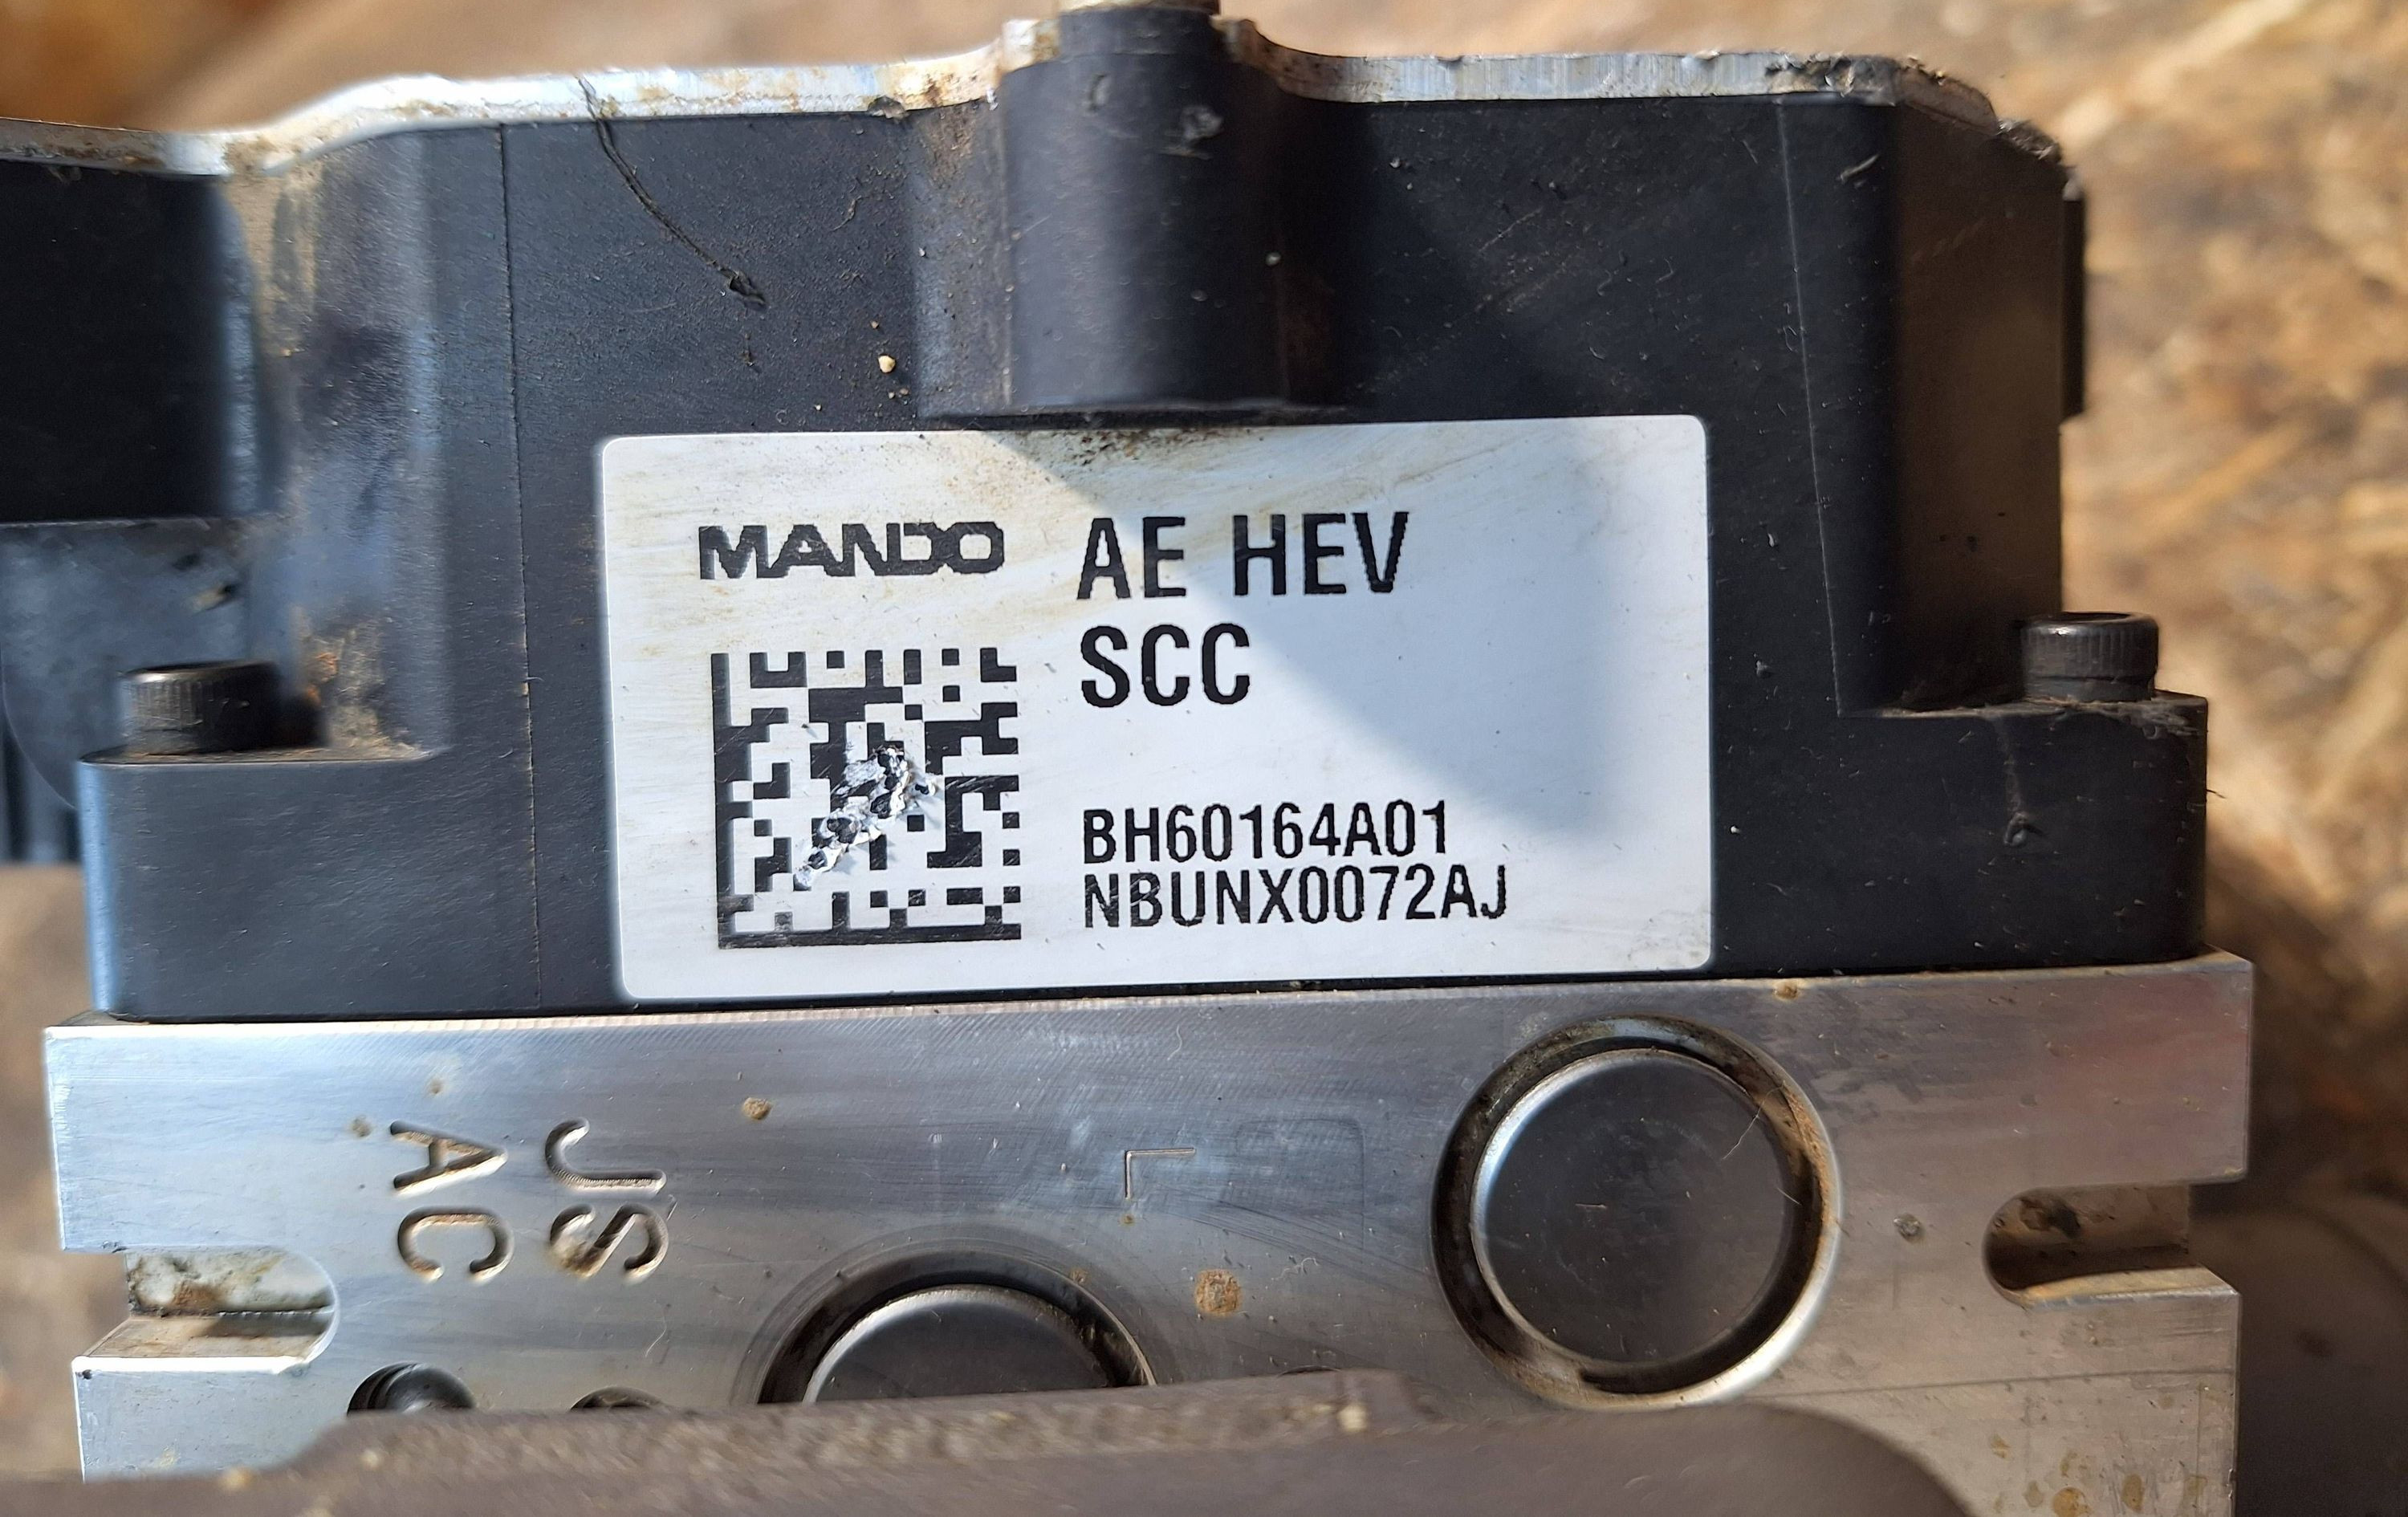 MANDO
AE HEV
SCC
BH60164A01
NBUNX0072AJ
JS
AC
L